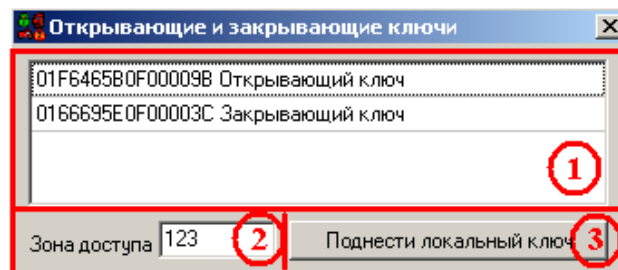 Открывающие и закрывающие ключи
01F6465B0F00009B Открывающий ключ
0166695E0F00003C Закрывающий ключ
1
Зона доступа 123 2 Поднести локальный ключ 3